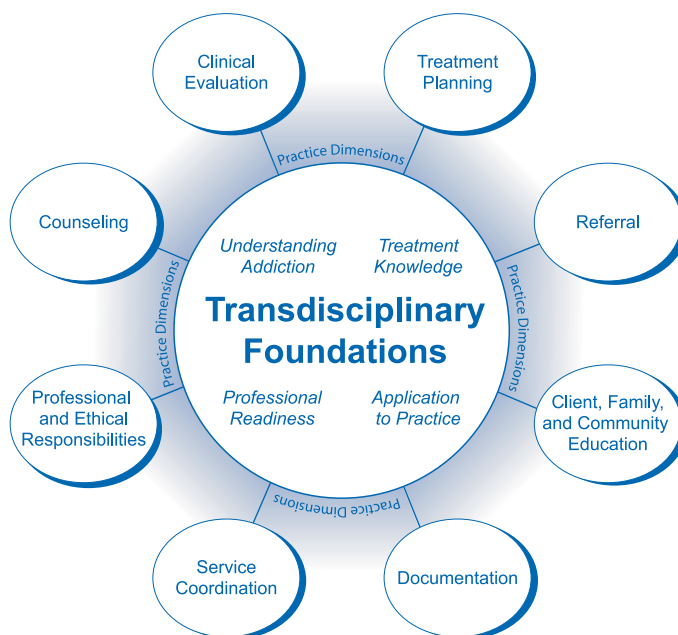 Clinical
Evaluation
Treatment
Planning
Practice Dimensions
Counseling
Referral
Understanding
Addiction
Treatment
Knowledge
Practice Dimensions
Transdisciplinary
Foundations
Practice Dimensions
Professional
Readiness
Application
to Practice
Professional
and Ethical
Responsibilities
Client, Family,
and Community
Education
Practice Dimensions
Service
Coordination
Documentation